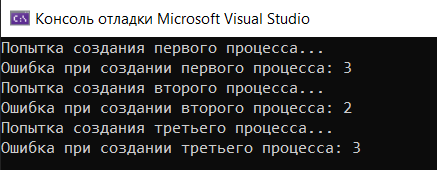 Консоль отладки Microsoft Visual Studio
Попытка создания первого процесса...
Ошибка при создании первого процесса: 3
Попытка создания второго процесса...
Ошибка при создании второго процесса: 2
Попытка создания третьего процесса...
Ошибка при создании третьего процесса: 3